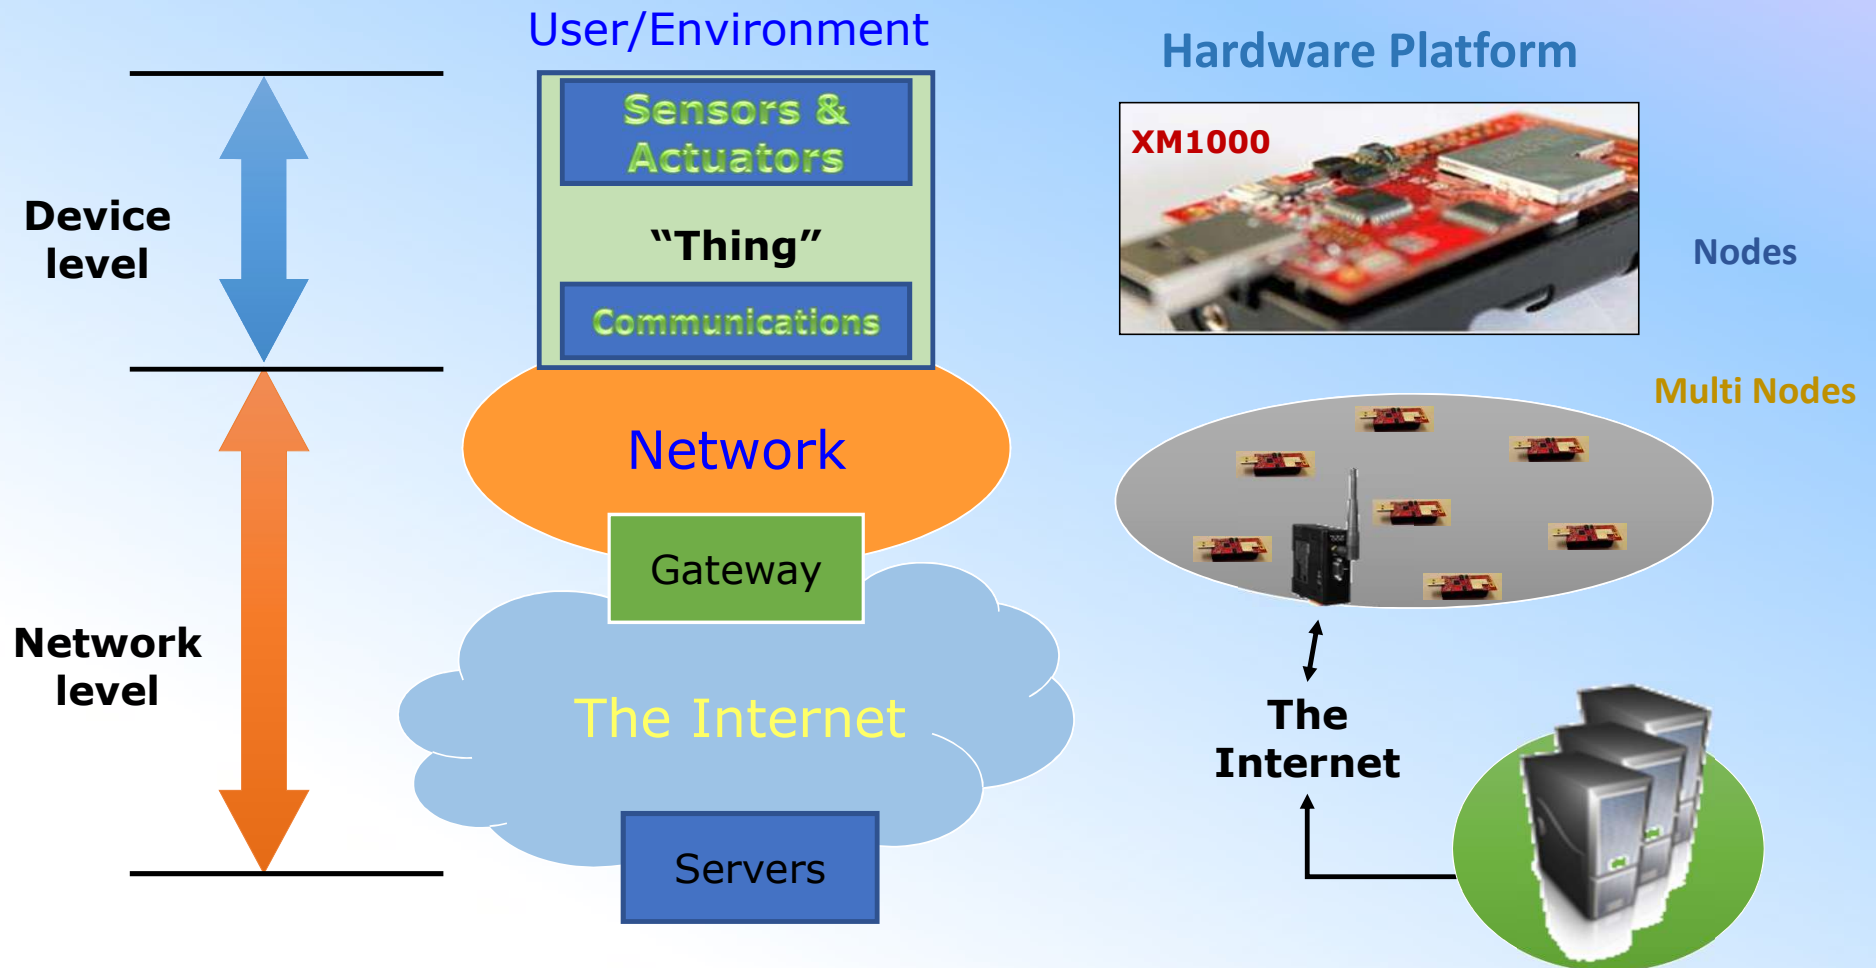 User/Environment
Hardware Platform
Sensors &
Actuators
XM1000
Device
level
“Thing”
Nodes
Communications
Multi Nodes
Network
Gateway
Network
level
The Internet
The
Internet
Servers